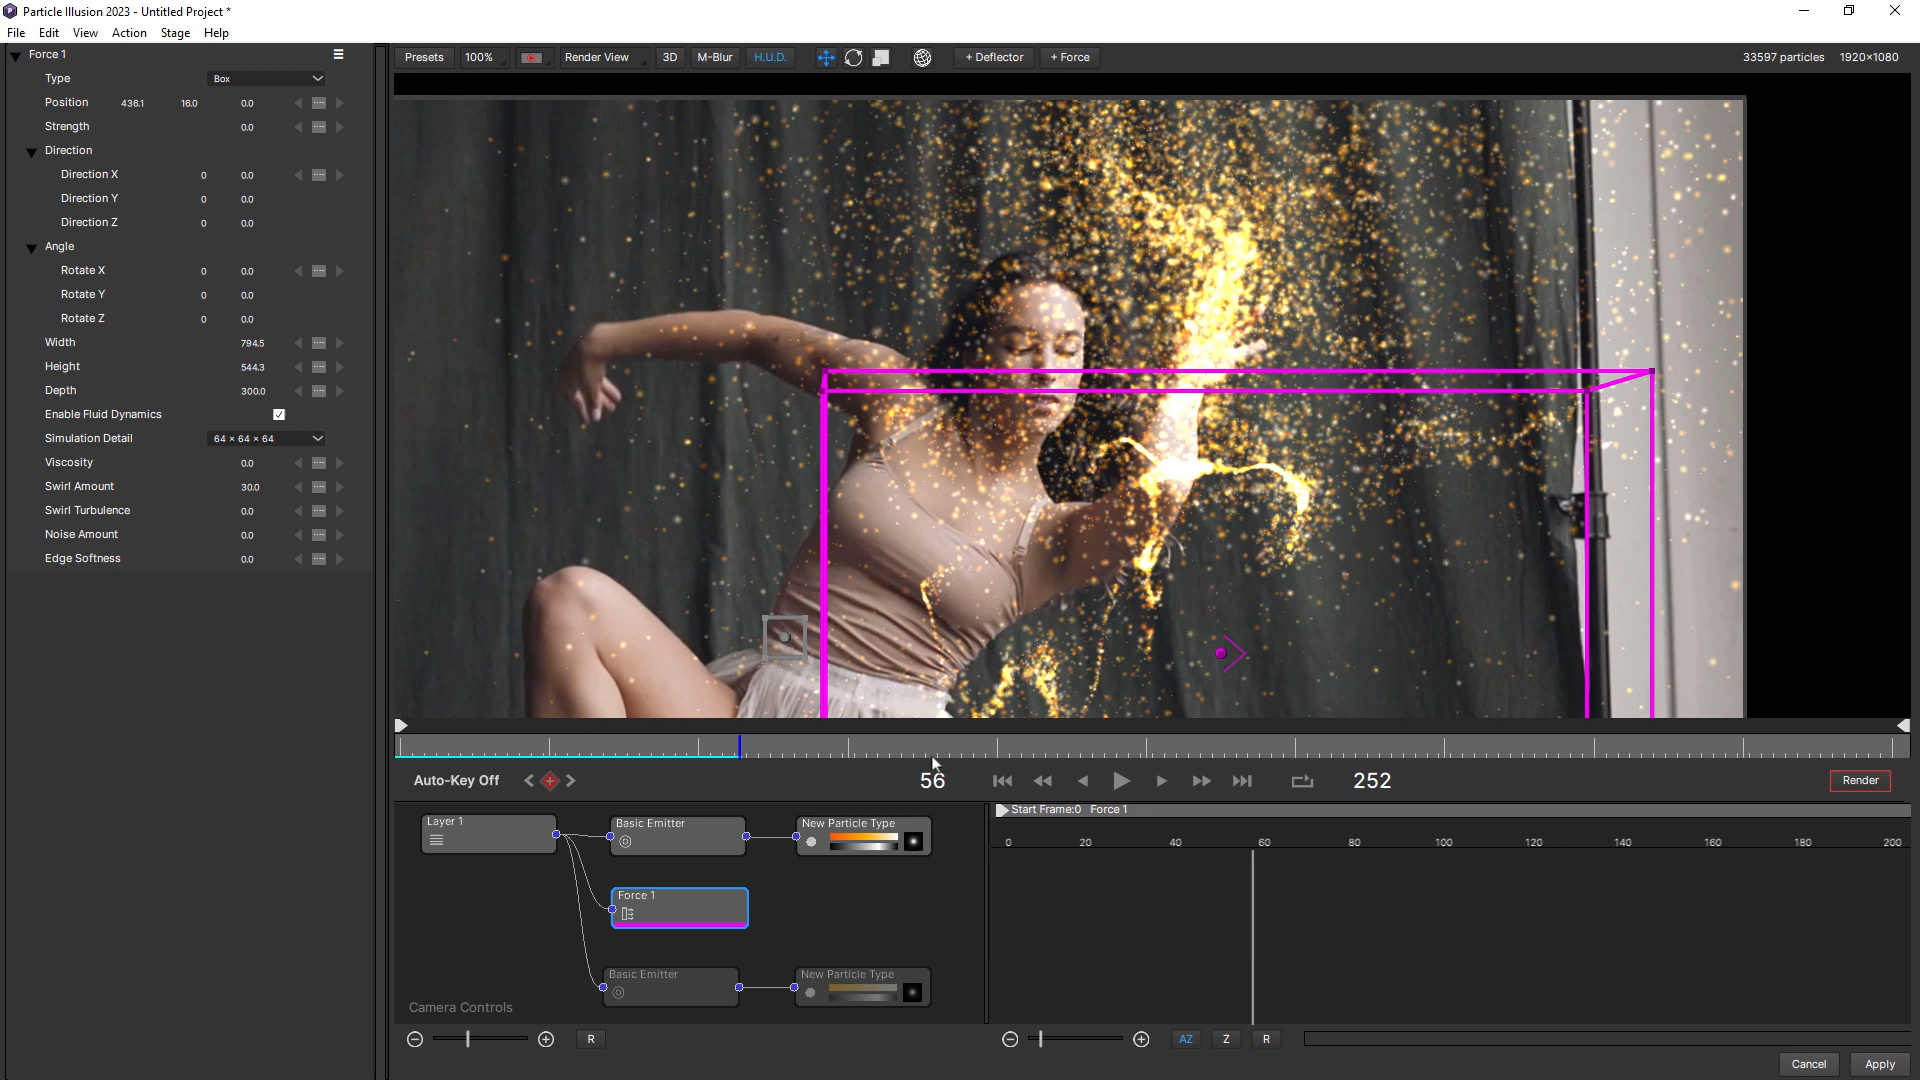 Particle Illusion 2023 - Untitled Project *
File Edit View Action Stage Help
Force 1
Presets 100% Render View 3D M-Blur H.U.D. + Deflector + Force 33597 particles 1920×1080
Type Box
Position 436.1 16.0 0.0
Strength 0.0
Direction
Direction X 0 0.0
Direction Y 0 0.0
Direction Z 0 0.0
Angle
Rotate X 0 0.0
Rotate Y 0 0.0
Rotate Z 0 0.0
Width 794.5
Height 544.3
Depth 300.0
Enable Fluid Dynamics
Simulation Detail 64 × 64 × 64
Viscosity 0.0
Swirl Amount 30.0
Swirl Turbulence 0.0
Noise Amount 0.0
Edge Softness 0.0
Auto-Key Off 56 252 Render
Layer 1
Basic Emitter
New Particle Type
Force 1
Basic Emitter
New Particle Type
Camera Controls
R
Start Frame:0 Force 1
0 20 40 60 80 100 120 140 160 180 200
AZ Z R
Cancel Apply